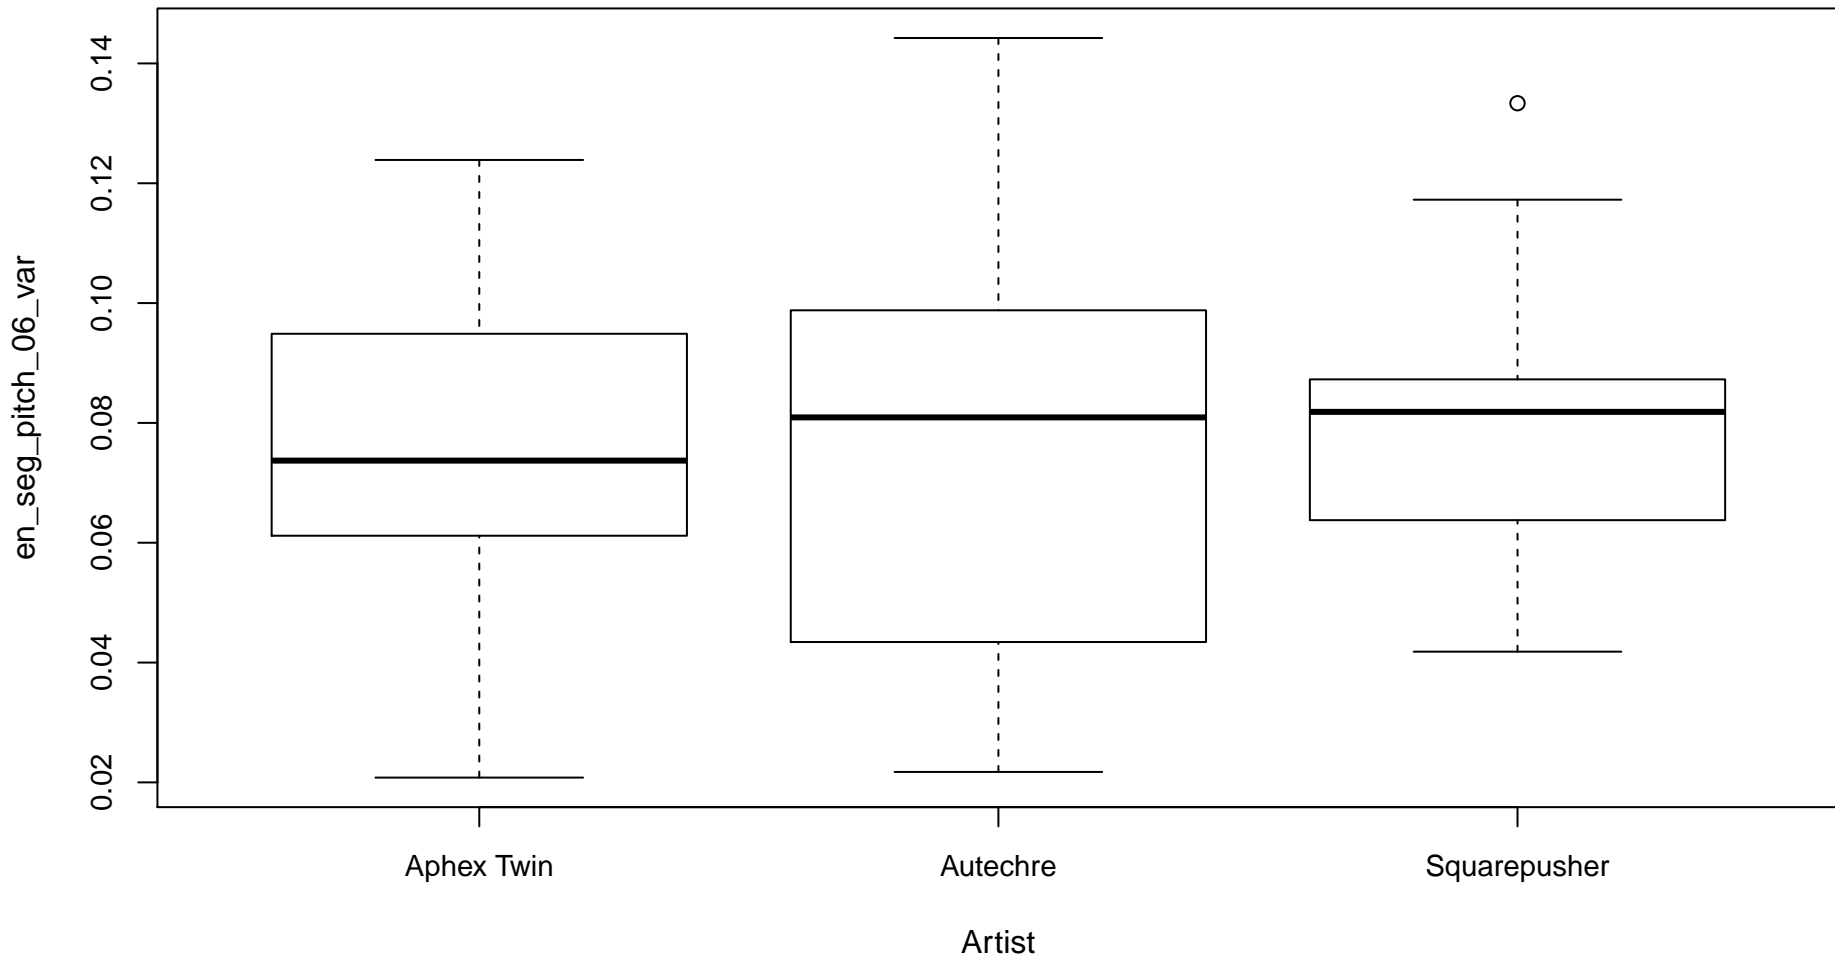 en_seg_pitch_06_var
0.14
0.12
0.10
0.08
0.06
0.04
0.02
Aphex Twin
Autechre
Squarepusher
Artist